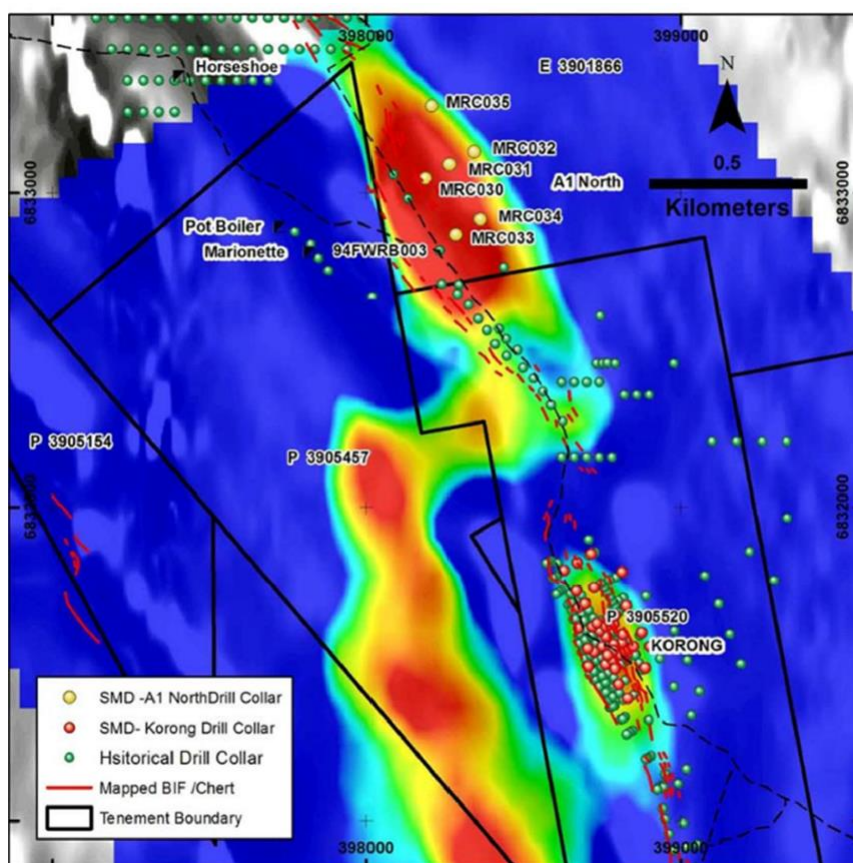 398000
399000
N
Horseshoe
E 3901866
MRC035
MRC032
MRC031
MRC030
A1 North
0.5
Kilometers
6833000
6833000
MRC034
MRC033
Pot Boiler
Marionette
94FWRB003
P 3905154
P 3905457
6832000
6832000
P 3905520
KORONG
SMD -A1 NorthDrill Collar
SMD- Korong Drill Collar
Hsitorical Drill Collar
Mapped BIF /Chert
Tenement Boundary
398000
399000